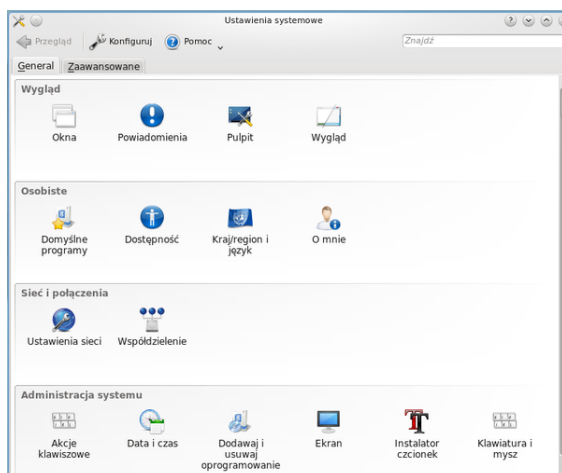 Ustawienia systemowe
Przegląd Konfiguruj Pomoc Znajdź
General Zaawansowane
Wygląd
Okna Powiadomienia Pulpit Wygląd
Osobiste
Domyślne programy Dostępność Kraj/region i język O mnie
Sieć i połączenia
Ustawienia sieci Współdzielenie
Administracja systemu
Akcje klawiszowe Data i czas Dodawaj i usuwaj oprogramowanie Ekran Instalator czcionek Klawiatura i mysz